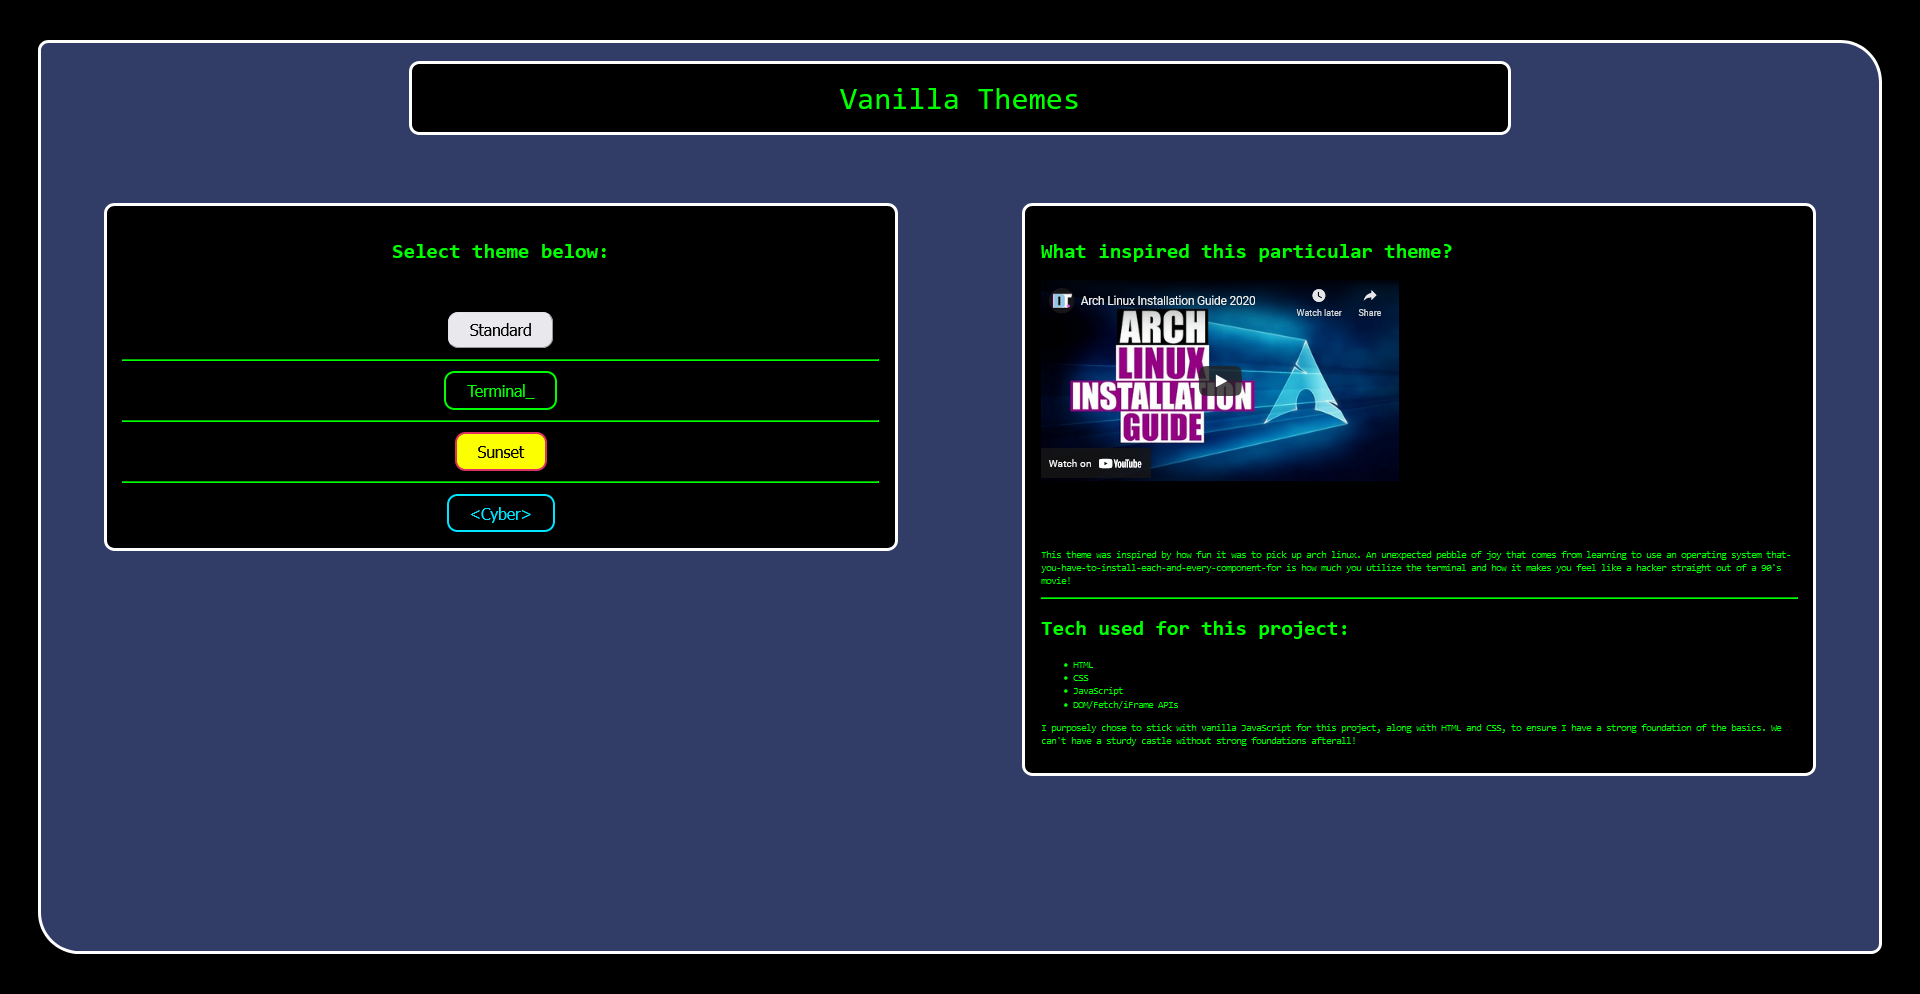 Vanilla Themes
Select theme below:
Standard
Terminal_
Sunset
<Cyber>
What inspired this particular theme?
Arch Linux Installation Guide 2020
Watch later
Share
ARCH
LINUX
INSTALLATION
GUIDE
Watch on YouTube
This theme was inspired by how fun it was to pick up arch linux. An unexpected pebble of joy that comes from learning to use an operating system that-
you-have-to-install-each-and-every-component-for is how much you utilize the terminal and how it makes you feel like a hacker straight out of a 90's
movie!
Tech used for this project:
• HTML
• CSS
• JavaScript
• DOM/Fetch/iFrame APIs
I purposely chose to stick with vanilla JavaScript for this project, along with HTML and CSS, to ensure I have a strong foundation of the basics. We
can't have a sturdy castle without strong foundations afterall!